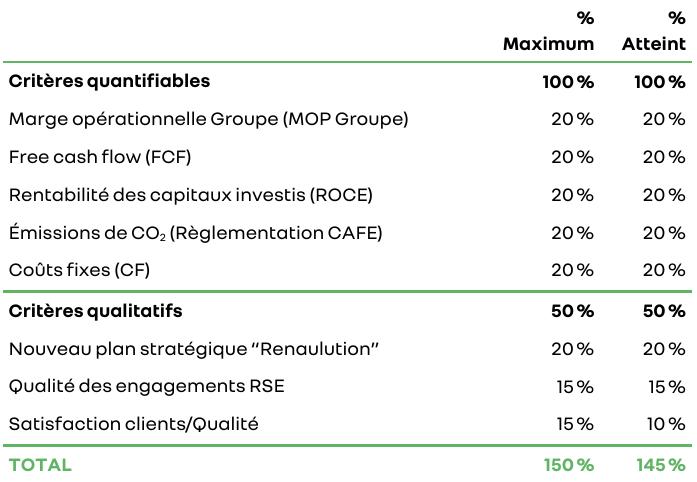 % %
Maximum Atteint
Critères quantifiables 100 % 100 %
Marge opérationnelle Groupe (MOP Groupe) 20 % 20 %
Free cash flow (FCF) 20 % 20 %
Rentabilité des capitaux investis (ROCE) 20 % 20 %
Émissions de CO₂ (Règlementation CAFE) 20 % 20 %
Coûts fixes (CF) 20 % 20 %
Critères qualitatifs 50 % 50 %
Nouveau plan stratégique “Renaulution” 20 % 20 %
Qualité des engagements RSE 15 % 15 %
Satisfaction clients/Qualité 15 % 10 %
TOTAL 150 % 145 %